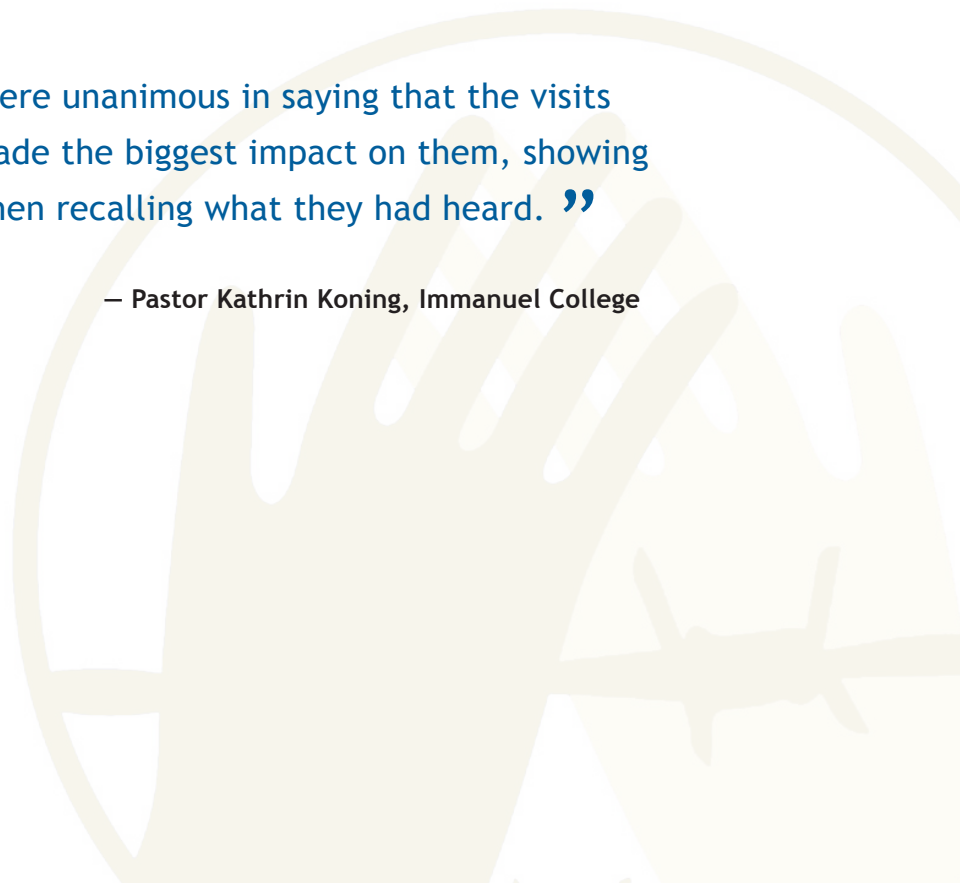 ere unanimous in saying that the visits
ade the biggest impact on them, showing
hen recalling what they had heard. ”
— Pastor Kathrin Koning, Immanuel College